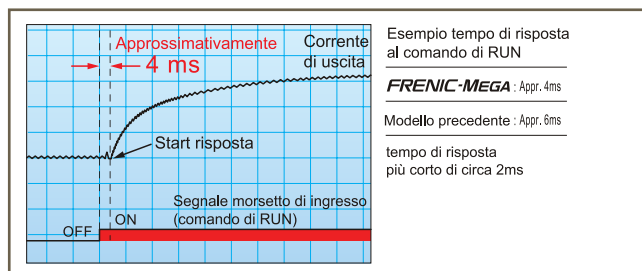 Approssimativamente
4 ms
Corrente
di uscita
Start risposta
Segnale morsetto di ingresso
(comando di RUN)
ON
OFF
Esempio tempo di risposta
al comando di RUN
FRENIC-MEGA : Appr. 4ms
Modello precedente : Appr. 6ms
tempo di risposta
più corto di circa 2ms